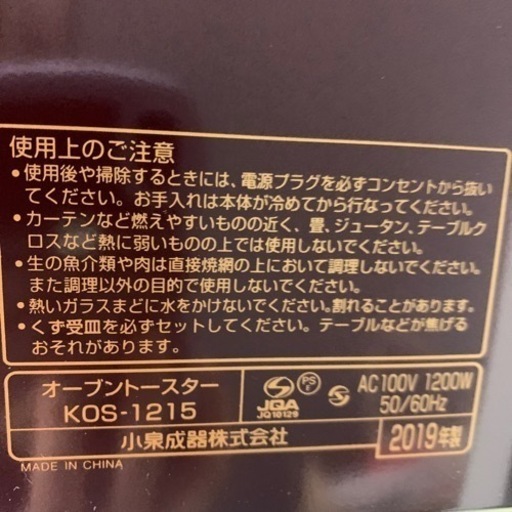 使用上のご注意
•使用後や掃除するときには、電源プラグを必ずコンセントから抜い
てください。お手入れは本体が冷めてから行なってください。
•カーテンなど燃えやすいものの近く、畳、ジュータン、テーブルク
ロスなど熱に弱いものの上では使用しないでください。
•生の魚介類や肉は直接焼網の上において調理しないでください。
また調理以外の目的で使用しないでください。
•熱いガラスまどに水をかけないでください。割れることがあります。
•くず受皿を必ずセットしてください。テーブルなどが焦げる
おそれがあります。
オーブントースター
KOS-1215
JQA
JQ10129
PS
E
S
AC100V 1200W
50/60Hz
小泉成器株式会社
2019年製
MADE IN CHINA